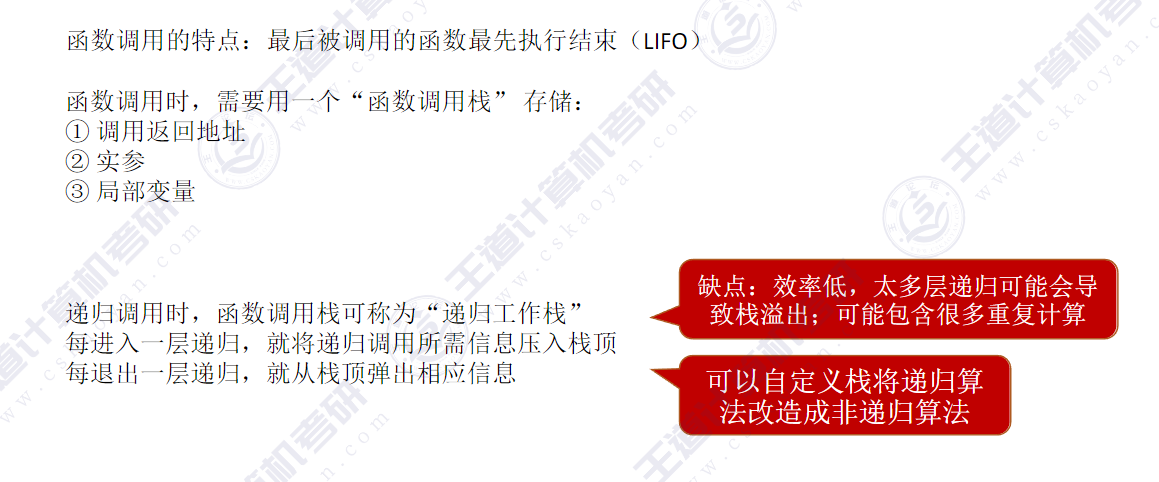 函数调用的特点：最后被调用的函数最先执行结束（LIFO）
函数调用时，需要用一个“函数调用栈” 存储：
① 调用返回地址
② 实参
③ 局部变量
递归调用时，函数调用栈可称为“递归工作栈”
每进入一层递归，就将递归调用所需信息压入栈顶
每退出一层递归，就从栈顶弹出相应信息
缺点：效率低，太多层递归可能会导
致栈溢出；可能包含很多重复计算
可以自定义栈将递归算
法改造成非递归算法
王道计算机考研
www.cskaoyan.com